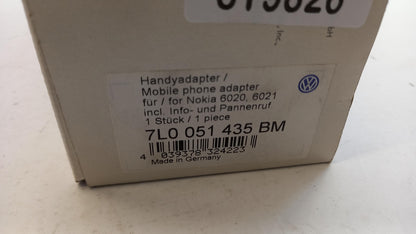 Handyadapter /
Mobile phone adapter
für / for Nokia 6020, 6021
incl. Info- und Pannenruf
1 Stück / 1 piece
7L0 051 435 BM
4 039378 324223
Made in Germany